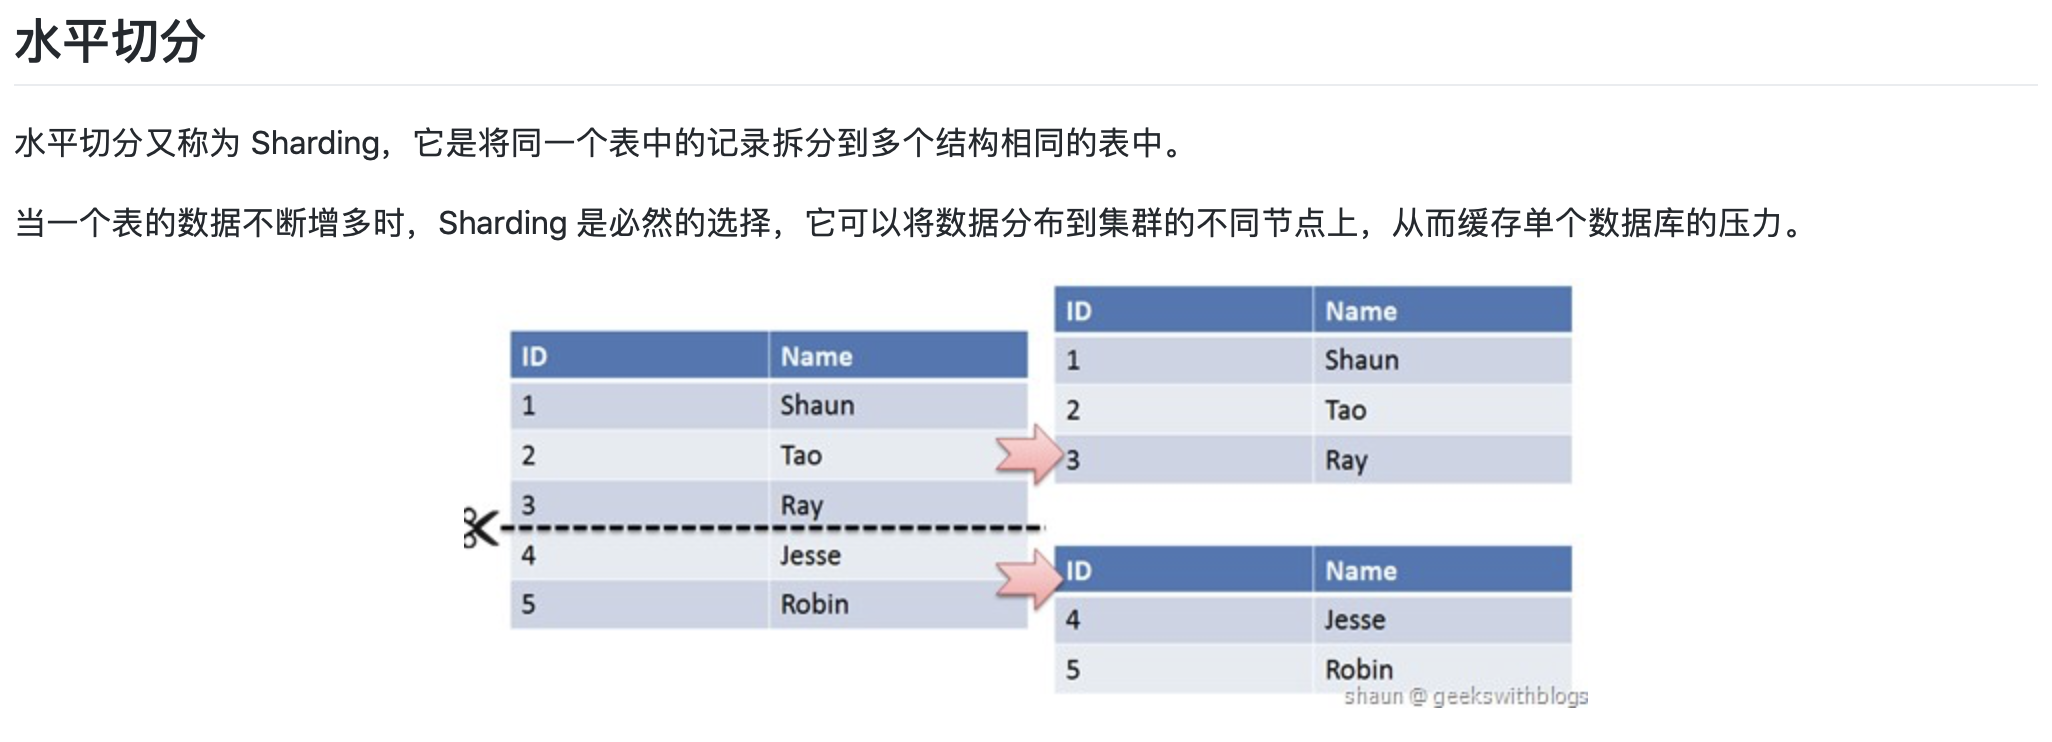 水平切分
水平切分又称为 Sharding，它是将同一个表中的记录拆分到多个结构相同的表中。
当一个表的数据不断增多时，Sharding 是必然的选择，它可以将数据分布到集群的不同节点上，从而缓存单个数据库的压力。
ID Name
1 Shaun
2 Tao
3 Ray
4 Jesse
5 Robin
ID Name
1 Shaun
2 Tao
3 Ray
ID Name
4 Jesse
5 Robin
shaun @ geekswithblogs